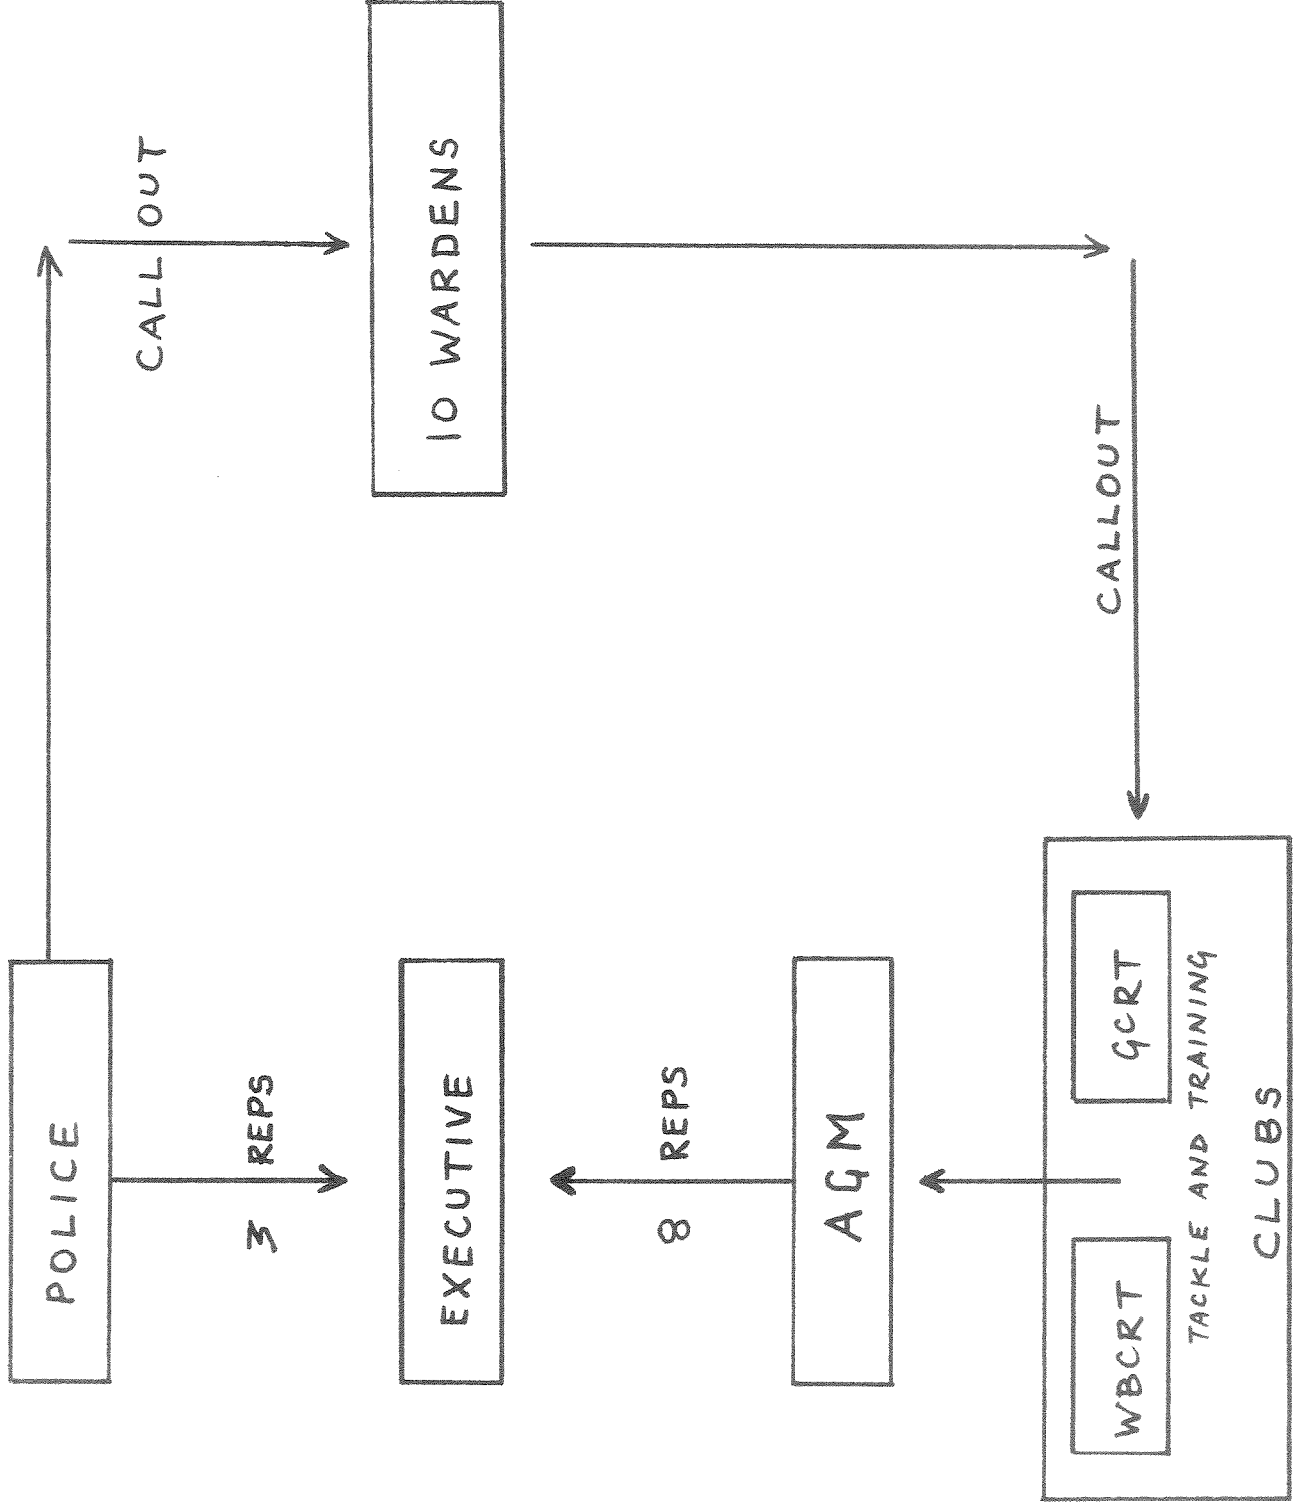 POLICE
CALL OUT
3 REPS
EXECUTIVE
10 WARDENS
8 REPS
AGM
CALLOUT
WBCRT
GCRT
TACKLE AND TRAINING
CLUBS